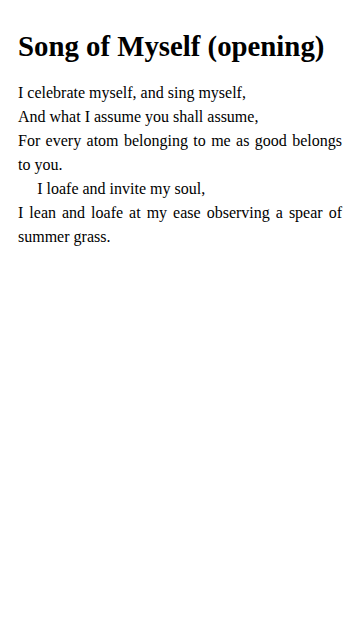 Song of Myself (opening)
I celebrate myself, and sing myself,
And what I assume you shall assume,
For every atom belonging to me as good belongs
to you.
I loafe and invite my soul,
I lean and loafe at my ease observing a spear of
summer grass.